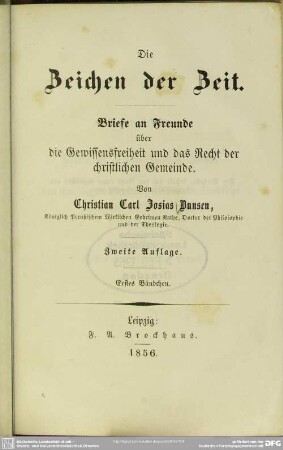 Die
Zeichen der Zeit.
Briefe an Freunde
über
die Gewissensfreiheit und das Recht der
christlichen Gemeinde.
Von
Christian Carl Josias Bunsen,
Königlich Preußischem Wirklichen Geheimen Rathe, Doctor der Philosophie
und der Theologie.
Zweite Auflage.
Erstes Bändchen.
Leipzig:
F. A. Brockhaus.
1856.